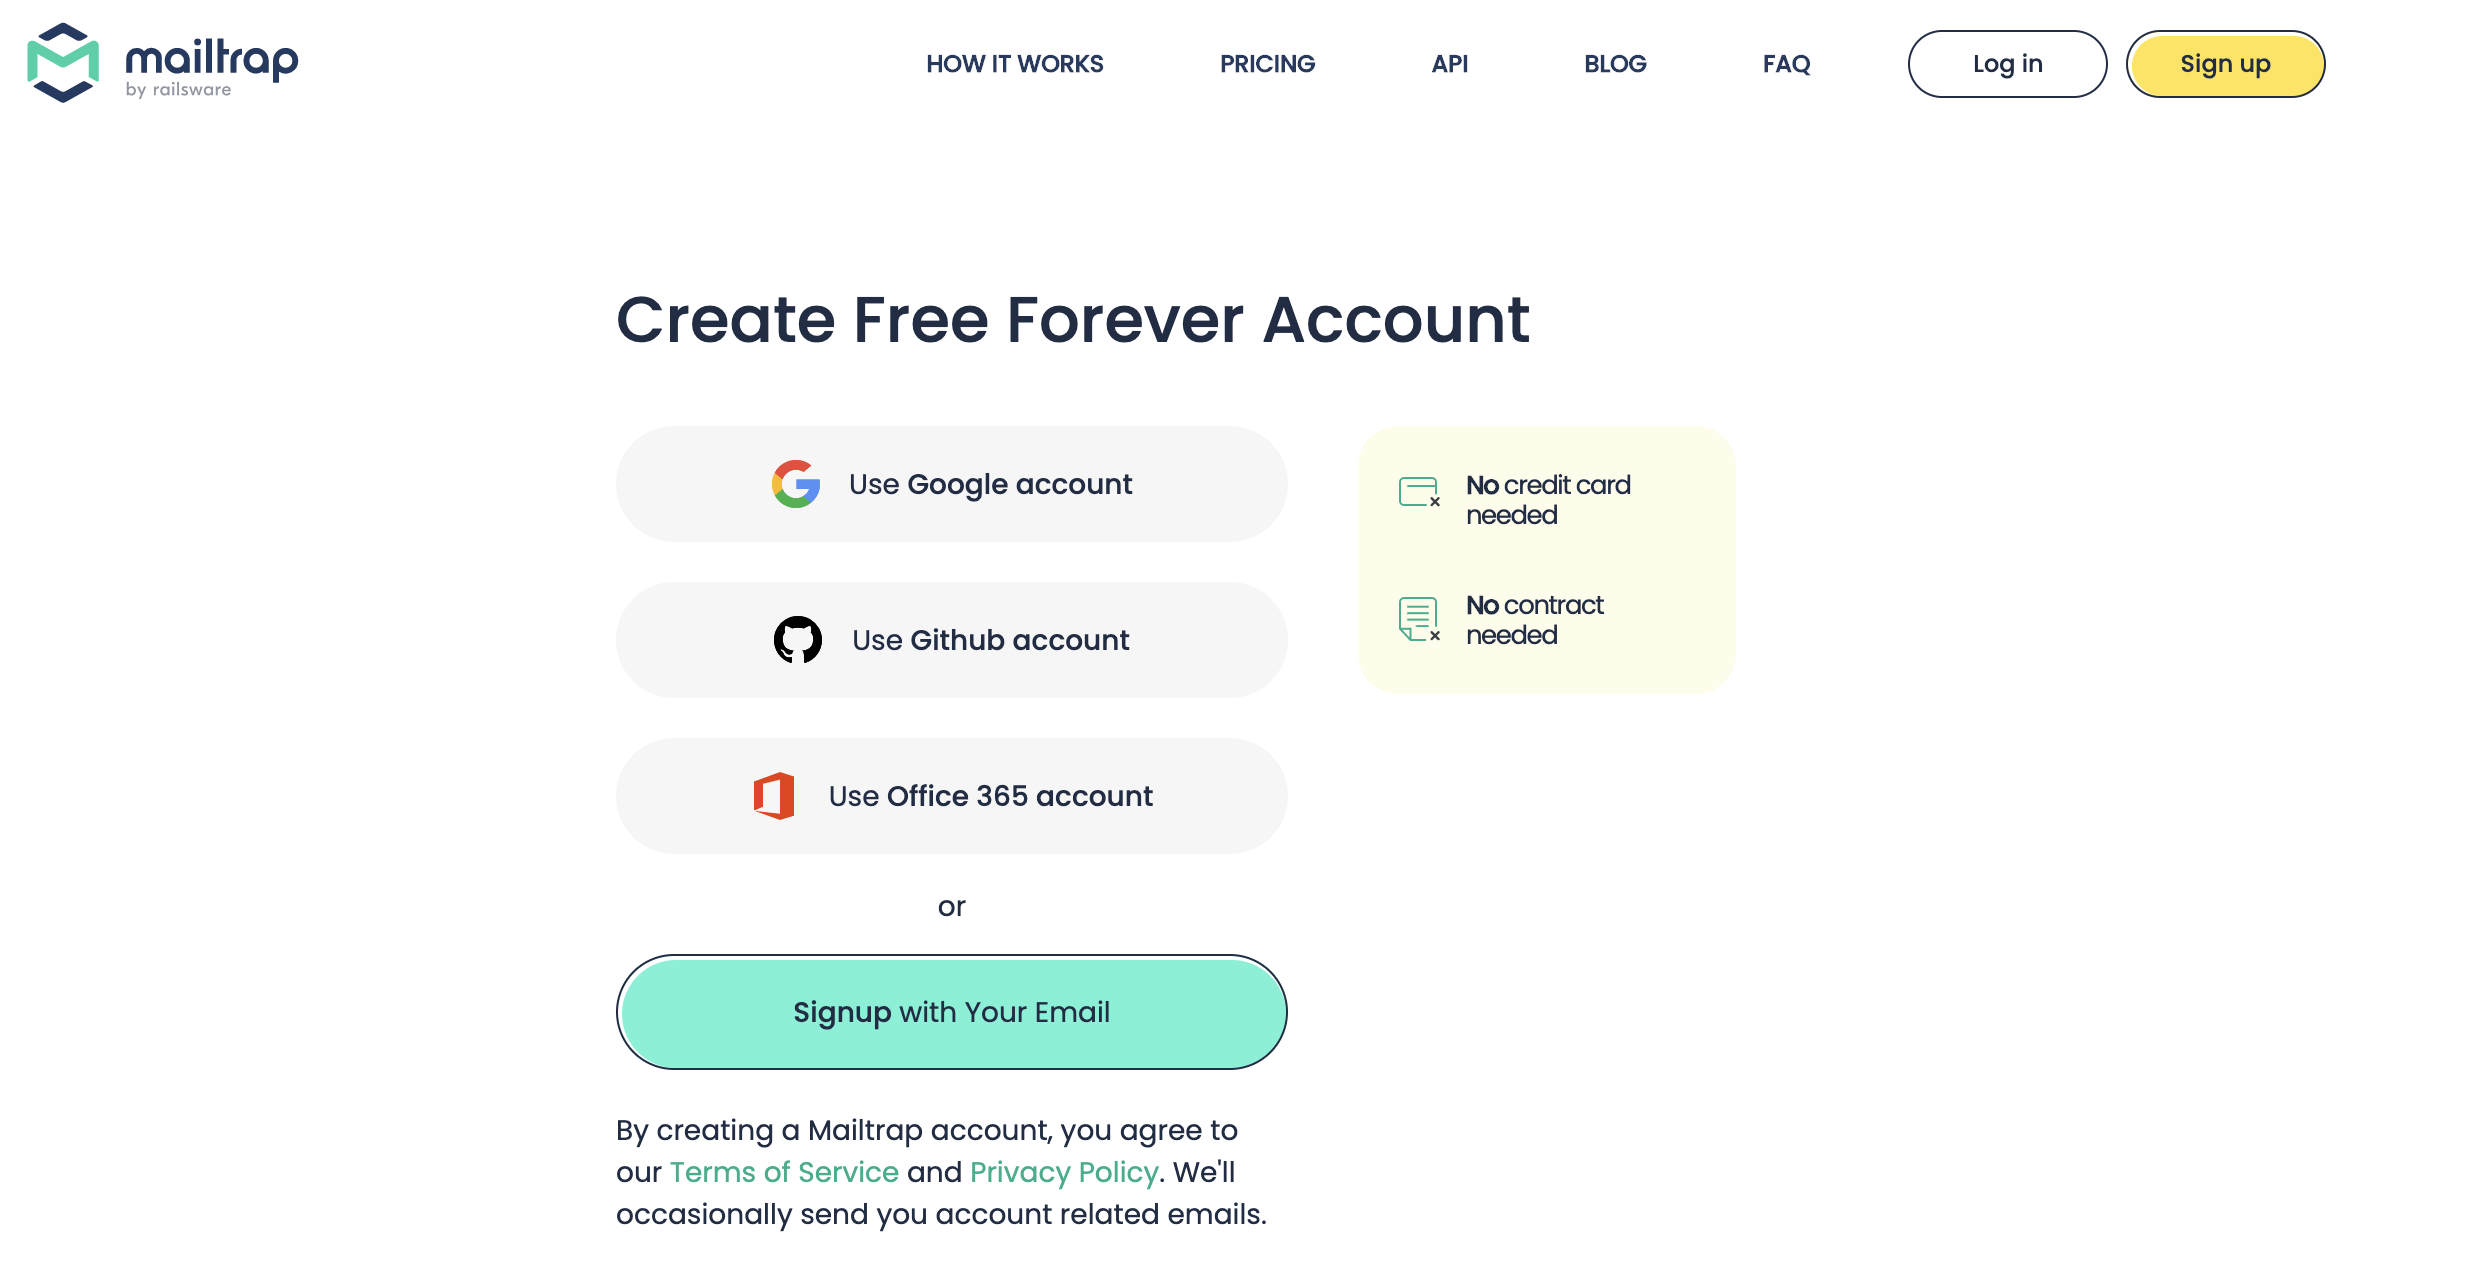 mailtrap
by railsware
HOW IT WORKS
PRICING
API
BLOG
FAQ
Log in
Sign up
Create Free Forever Account
Use Google account
Use Github account
Use Office 365 account
or
Signup with Your Email
By creating a Mailtrap account, you agree to
our Terms of Service and Privacy Policy. We'll
occasionally send you account related emails.
No credit card
needed
No contract
needed